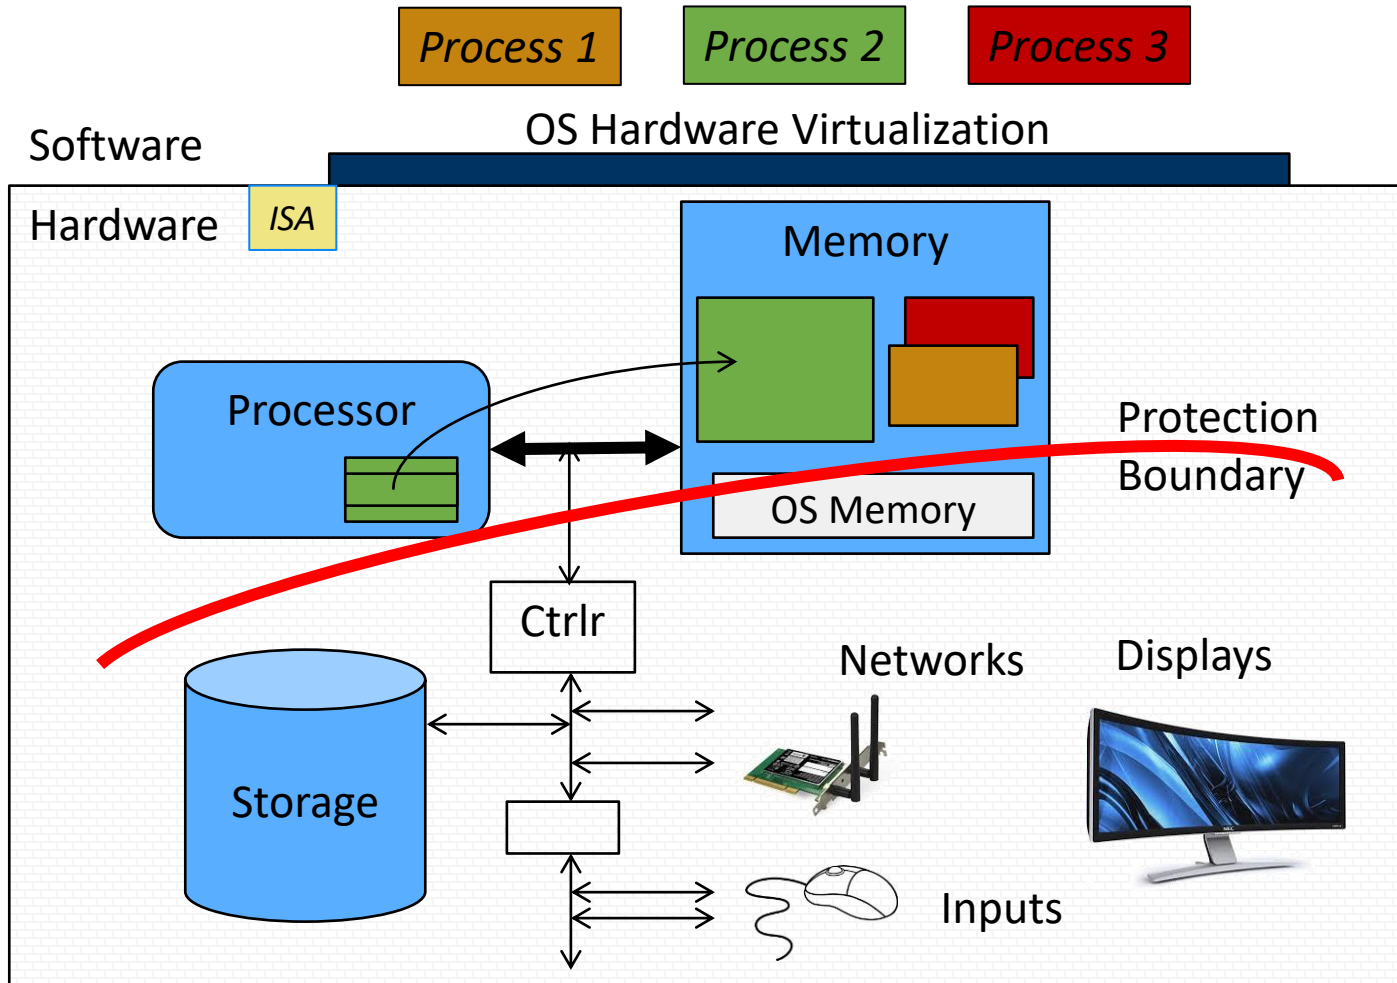 Process 1
Process 2
Process 3
OS Hardware Virtualization
Software
Hardware
ISA
Memory
Processor
Protection
Boundary
OS Memory
Ctrlr
Networks
Displays
Storage
Inputs